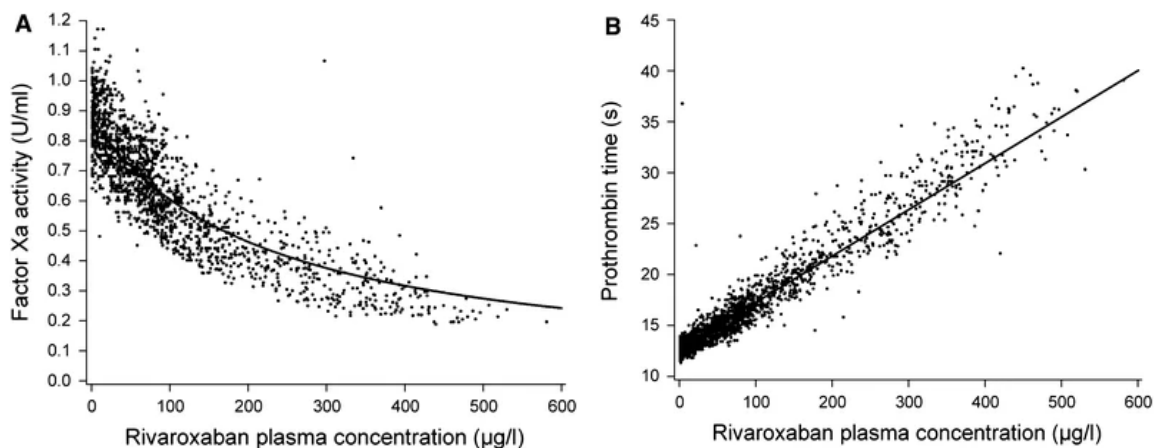 A
Factor Xa activity (U/ml)
1.2
1.1
1.0
0.9
0.8
0.7
0.6
0.5
0.4
0.3
0.2
0.1
0.0
0 100 200 300 400 500 600
Rivaroxaban plasma concentration (µg/l)
B
Prothrombin time (s)
45
40
35
30
25
20
15
10
0 100 200 300 400 500 600
Rivaroxaban plasma concentration (µg/l)